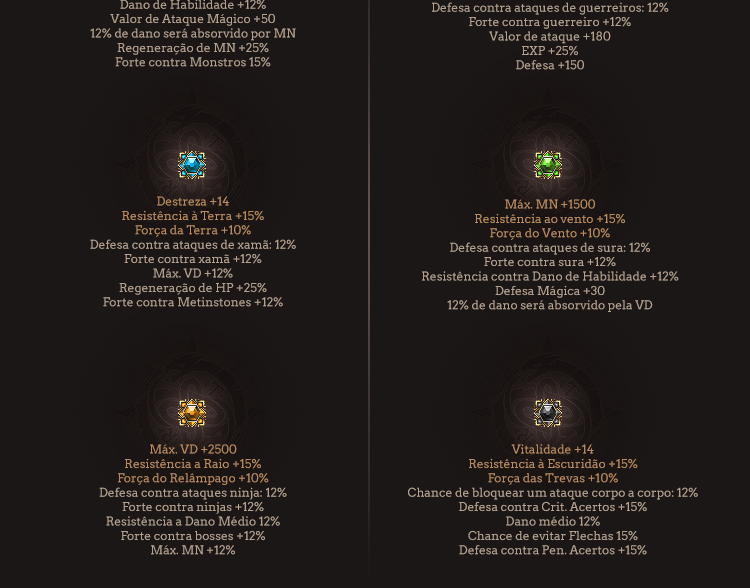 Dano de Habilidade +12%
Valor de Ataque Mágico +50
12% de dano será absorvido por MN
Regeneração de MN +25%
Forte contra Monstros 15%
Defesa contra ataques de guerreiros: 12%
Forte contra guerreiro +12%
Valor de ataque +180
EXP +25%
Defesa +150
Destreza +14
Resistência à Terra +15%
Força da Terra +10%
Defesa contra ataques de xamã: 12%
Forte contra xamã +12%
Máx. VD +12%
Regeneração de HP +25%
Forte contra Metinstones +12%
Máx. MN +1500
Resistência ao vento +15%
Força do Vento +10%
Defesa contra ataques de sura: 12%
Forte contra sura +12%
Resistência contra Dano de Habilidade +12%
Defesa Mágica +30
12% de dano será absorvido pela VD
Máx. VD +2500
Resistência a Raio +15%
Força do Relâmpago +10%
Defesa contra ataques ninja: 12%
Forte contra ninjas +12%
Resistência a Dano Médio 12%
Forte contra bosses +12%
Máx. MN +12%
Vitalidade +14
Resistência à Escuridão +15%
Força das Trevas +10%
Chance de bloquear um ataque corpo a corpo: 12%
Defesa contra Crit. Acertos +15%
Dano médio 12%
Chance de evitar Flechas 15%
Defesa contra Pen. Acertos +15%